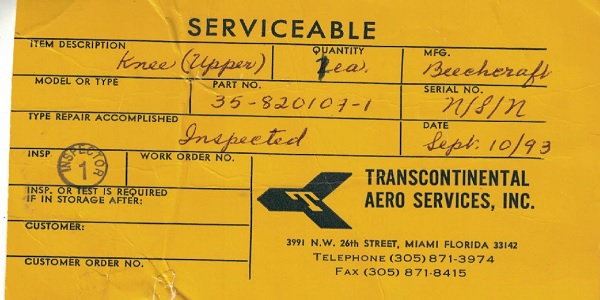 SERVICEABLE
ITEM DESCRIPTION Knee (Upper) QUANTITY 1 ea. MFG. Beechcraft
MODEL OR TYPE PART NO. 35-820107-1 SERIAL NO. N/S/N
TYPE REPAIR ACCOMPLISHED Inspected DATE Sept. 10/93
INSP. INSPECTOR 1 WORK ORDER NO.
INSP. OR TEST IS REQUIRED
IF IN STORAGE AFTER:
CUSTOMER:
CUSTOMER ORDER NO.
T
TRANSCONTINENTAL
AERO SERVICES, INC.
3991 N.W. 26th STREET, MIAMI FLORIDA 33142
TELEPHONE (305) 871-3974
FAX (305) 871-8415